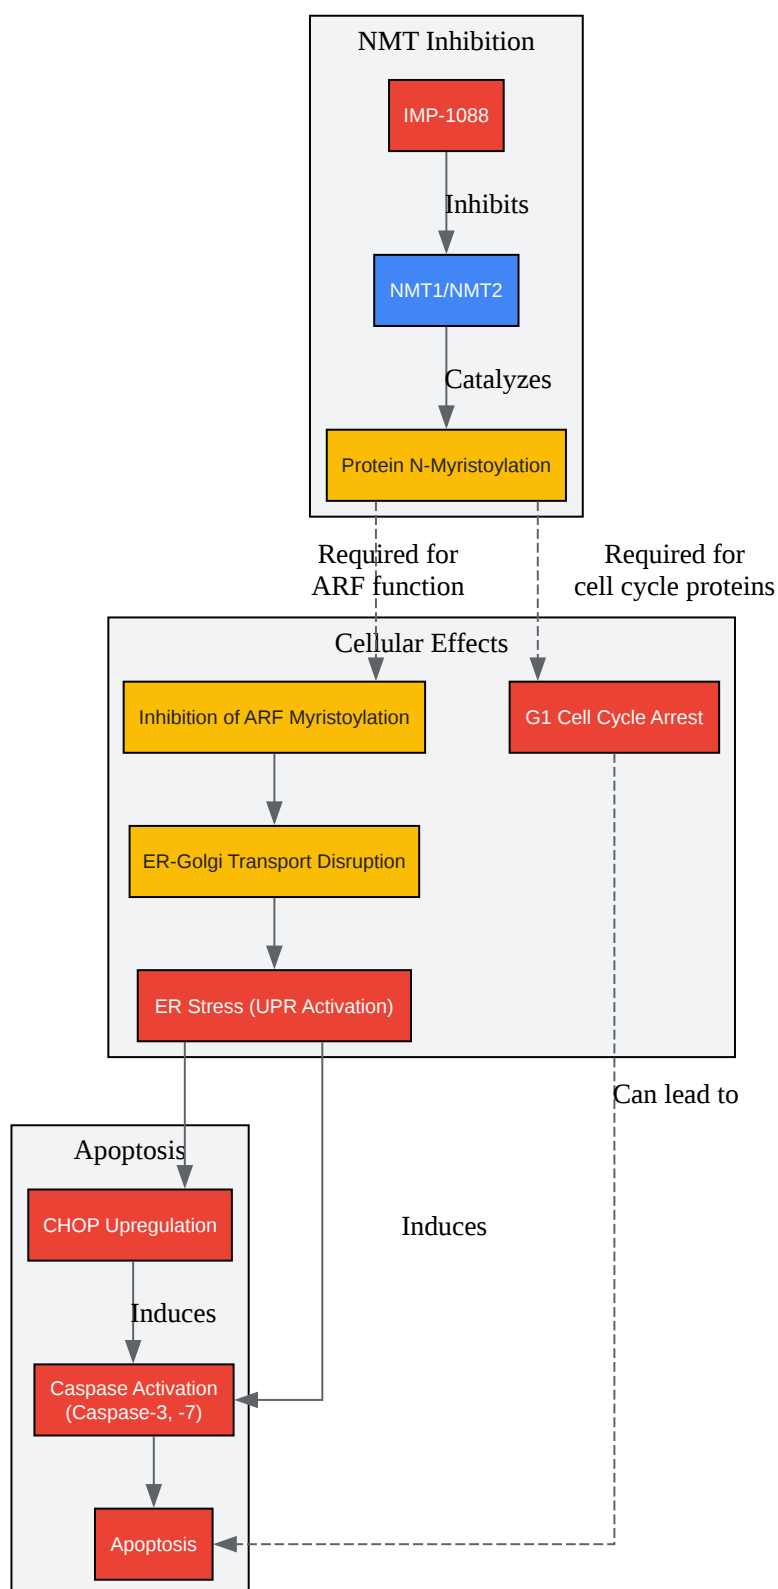 NMT Inhibition
IMP-1088
Inhibits
NMT1/NMT2
Catalyzes
Protein N-Myristoylation
Required for
ARF function
Required for
cell cycle proteins
Cellular Effects
Inhibition of ARF Myristoylation
G1 Cell Cycle Arrest
ER-Golgi Transport Disruption
ER Stress (UPR Activation)
Can lead to
Apoptosis
CHOP Upregulation
Induces
Induces
Caspase Activation
(Caspase-3, -7)
Apoptosis